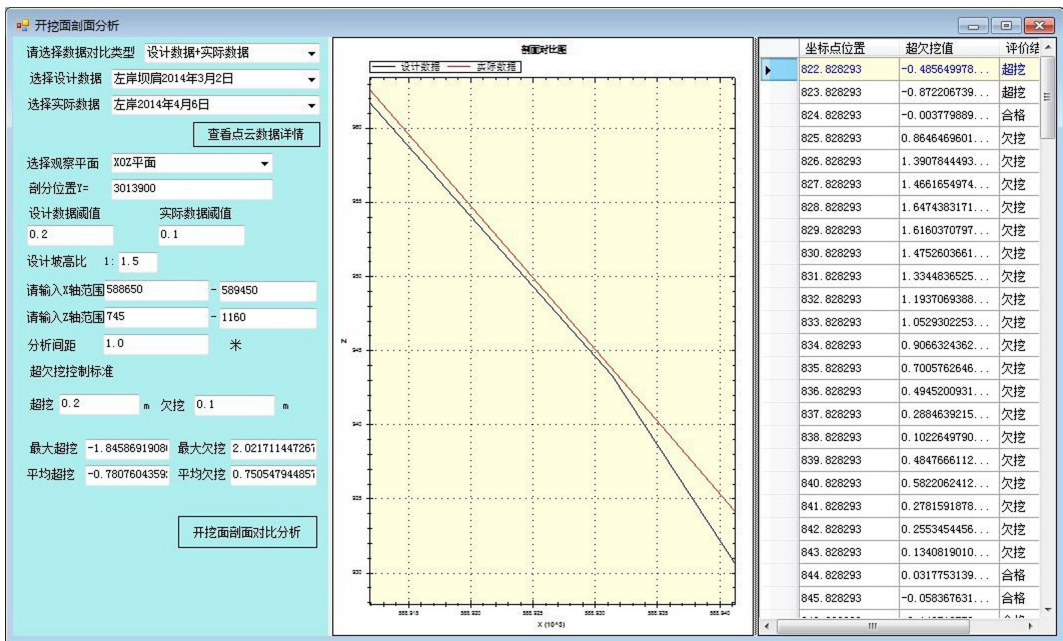 开挖面剖面分析
请选择数据对比类型 设计数据+实际数据
选择设计数据 左岸坝肩2014年3月2日
选择实际数据 左岸2014年4月6日
查看点云数据详情
选择观察平面 XOZ平面
剖分位置Y= 3013900
设计数据阈值 实际数据阈值
0.2 0.1
设计坡高比 1: 1.5
请输入X轴范围 588650 - 589450
请输入Z轴范围 745 - 1160
分析间距 1.0 米
超欠挖控制标准
超挖 0.2 m 欠挖 0.1 m
最大超挖 -1.845869190 最大欠挖 2.02171144726
平均超挖 -0.780760435 平均欠挖 0.75054794485
开挖面剖面对比分析
剖面对比图
设计数据 实际数据
Z
960
955
950
945
940
935
930
X (10^3)
坐标点位置 超欠挖值 评价结
822.828293 -0.485649978... 超挖
823.828293 -0.872206739... 超挖
824.828293 -0.003779889... 合格
825.828293 0.8646469601... 欠挖
826.828293 1.3907844493... 欠挖
827.828293 1.4661654974... 欠挖
828.828293 1.6474383171... 欠挖
829.828293 1.6160370797... 欠挖
830.828293 1.4752603661... 欠挖
831.828293 1.3344836525... 欠挖
832.828293 1.1937069388... 欠挖
833.828293 1.0529302253... 欠挖
834.828293 0.9066324362... 欠挖
835.828293 0.7005762646... 欠挖
836.828293 0.4945200931... 欠挖
837.828293 0.2884639215... 欠挖
838.828293 0.1022649790... 欠挖
839.828293 0.4847666112... 欠挖
840.828293 0.5822062412... 欠挖
841.828293 0.2781591878... 欠挖
842.828293 0.2553454456... 欠挖
843.828293 0.1340819010... 欠挖
844.828293 0.0317753139... 合格
845.828293 -0.058367631... 合格